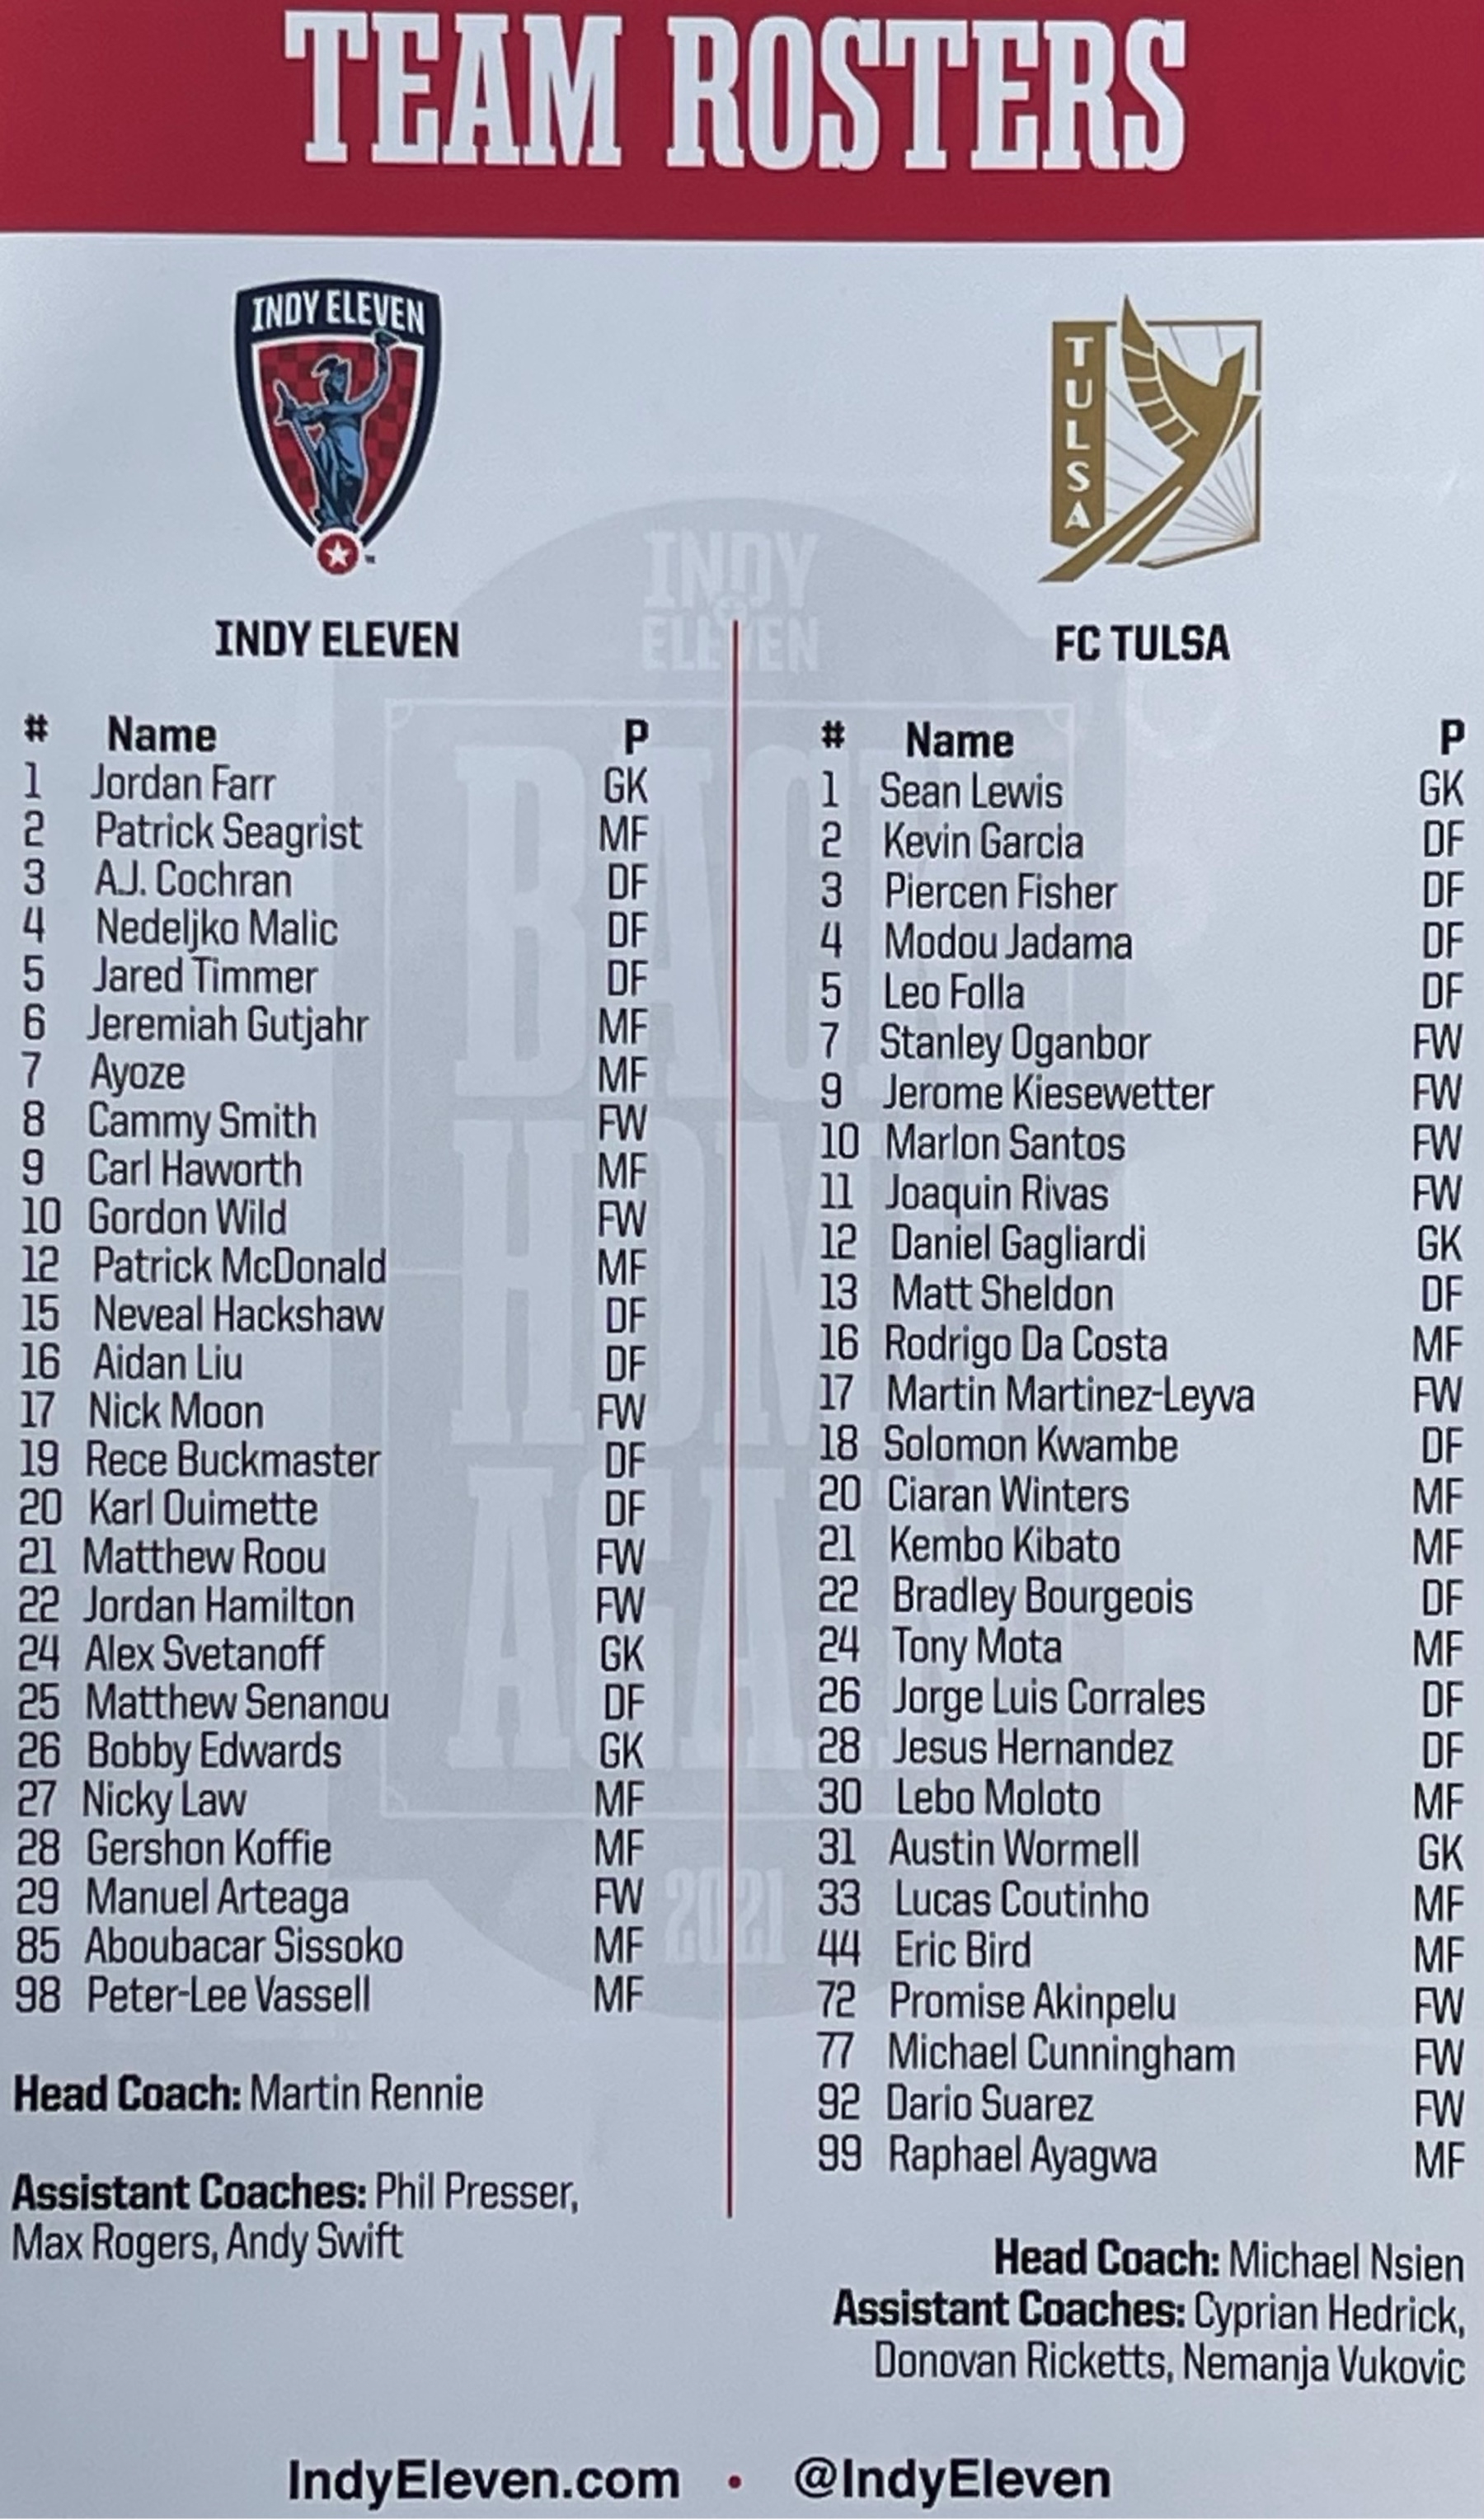 TEAM ROSTERS
INDY ELEVEN
INDY ELEVEN
# Name P
1 Jordan Farr GK
2 Patrick Seagrist MF
3 A.J. Cochran DF
4 Nedeljko Malic DF
5 Jared Timmer DF
6 Jeremiah Gutjahr MF
7 Ayoze MF
8 Cammy Smith FW
9 Carl Haworth MF
10 Gordon Wild FW
12 Patrick McDonald MF
15 Neveal Hackshaw DF
16 Aidan Liu DF
17 Nick Moon FW
19 Rece Buckmaster DF
20 Karl Ouimette DF
21 Matthew Roou FW
22 Jordan Hamilton FW
24 Alex Svetanoff GK
25 Matthew Senanou DF
26 Bobby Edwards GK
27 Nicky Law MF
28 Gershon Koffie MF
29 Manuel Arteaga FW
85 Aboubacar Sissoko MF
98 Peter-Lee Vassell MF
Head Coach: Martin Rennie
Assistant Coaches: Phil Presser,
Max Rogers, Andy Swift
TULSA
FC TULSA
# Name P
1 Sean Lewis GK
2 Kevin Garcia DF
3 Piercen Fisher DF
4 Modou Jadama DF
5 Leo Folla DF
7 Stanley Oganbor FW
9 Jerome Kiesewetter FW
10 Marlon Santos FW
11 Joaquin Rivas FW
12 Daniel Gagliardi GK
13 Matt Sheldon DF
16 Rodrigo Da Costa MF
17 Martin Martinez-Leyva FW
18 Solomon Kwambe DF
20 Ciaran Winters MF
21 Kembo Kibato MF
22 Bradley Bourgeois DF
24 Tony Mota MF
26 Jorge Luis Corrales DF
28 Jesus Hernandez DF
30 Lebo Moloto MF
31 Austin Wormell GK
33 Lucas Coutinho MF
44 Eric Bird MF
72 Promise Akinpelu FW
77 Michael Cunningham FW
92 Dario Suarez FW
99 Raphael Ayagwa MF
Head Coach: Michael Nsien
Assistant Coaches: Cyprian Hedrick,
Donovan Ricketts, Nemanja Vukovic
INDY
ELEVEN
BACK
HOME
AGAIN
2021
IndyEleven.com • @IndyEleven